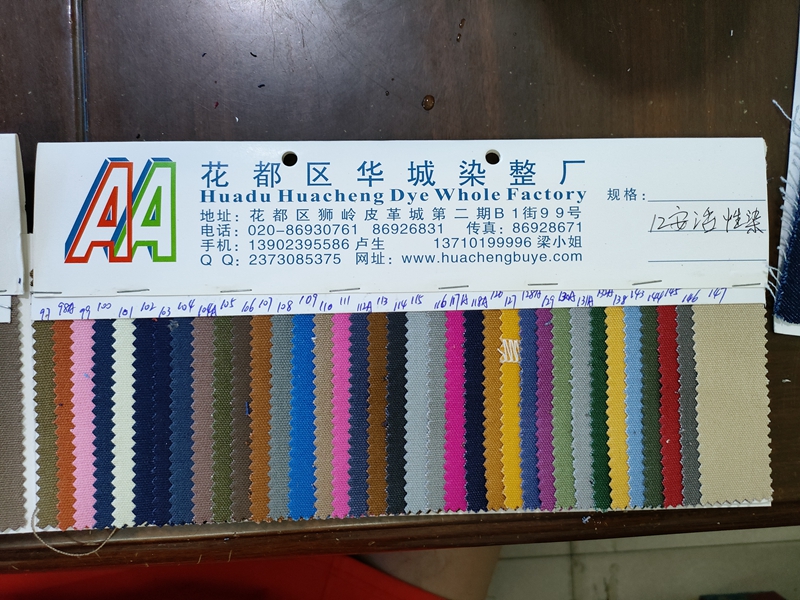 AA
花都区华城染整厂
Huadu Huacheng Dye Whole Factory
规格:
12安活性染
地址: 花都区狮岭皮革城第二期B1街99号
电话: 020-86930761 86926831 传真: 86928671
手机: 13902395586 卢生 13710199996 梁小姐
Q Q: 2373085375 网址: www.huachengbuye.com
97 98A 99 100 101 102 103 104 104A 105 106 107 108 109 110 111 112A 113 114 115 116 117A 118A 120 127 128A 129 130A 131A 138 143 144 145 146 147